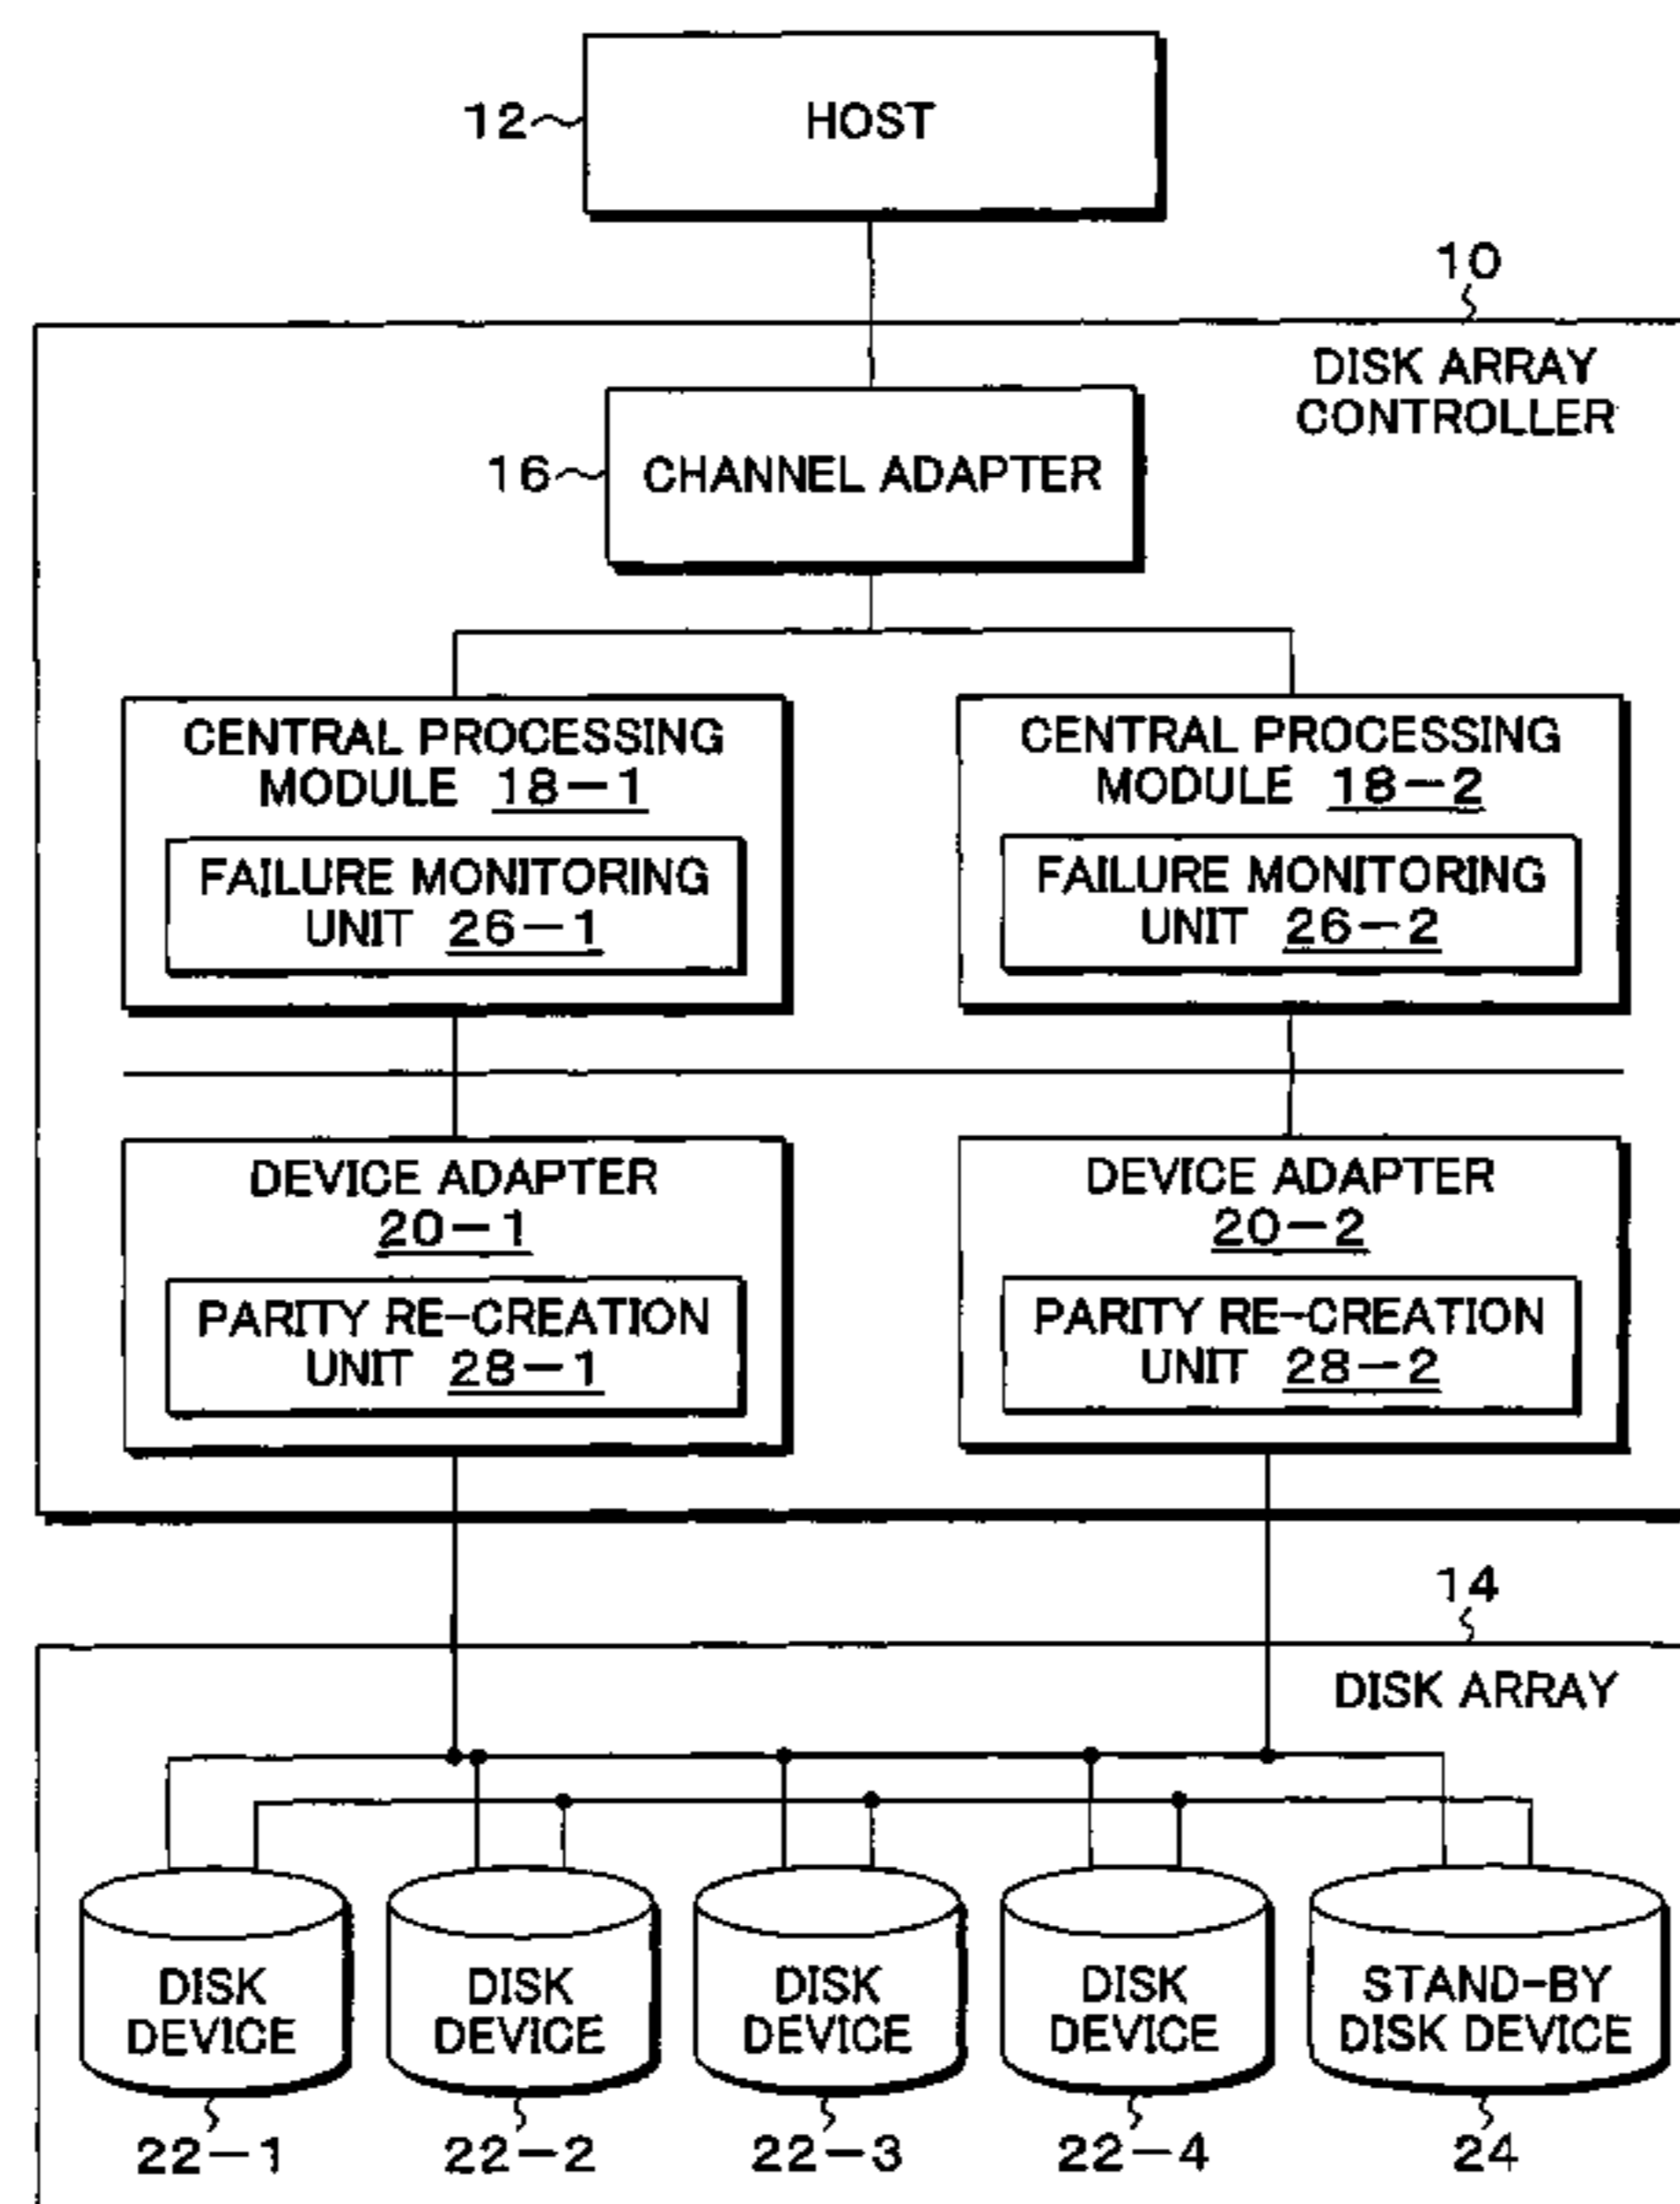 12
HOST
10
DISK ARRAY
CONTROLLER
16
CHANNEL ADAPTER
CENTRAL PROCESSING
MODULE 18-1
FAILURE MONITORING
UNIT 26-1
CENTRAL PROCESSING
MODULE 18-2
FAILURE MONITORING
UNIT 26-2
DEVICE ADAPTER
20-1
PARITY RE-CREATION
UNIT 28-1
DEVICE ADAPTER
20-2
PARITY RE-CREATION
UNIT 28-2
14
DISK ARRAY
DISK
DEVICE
22-1
DISK
DEVICE
22-2
DISK
DEVICE
22-3
DISK
DEVICE
22-4
STAND-BY
DISK DEVICE
24